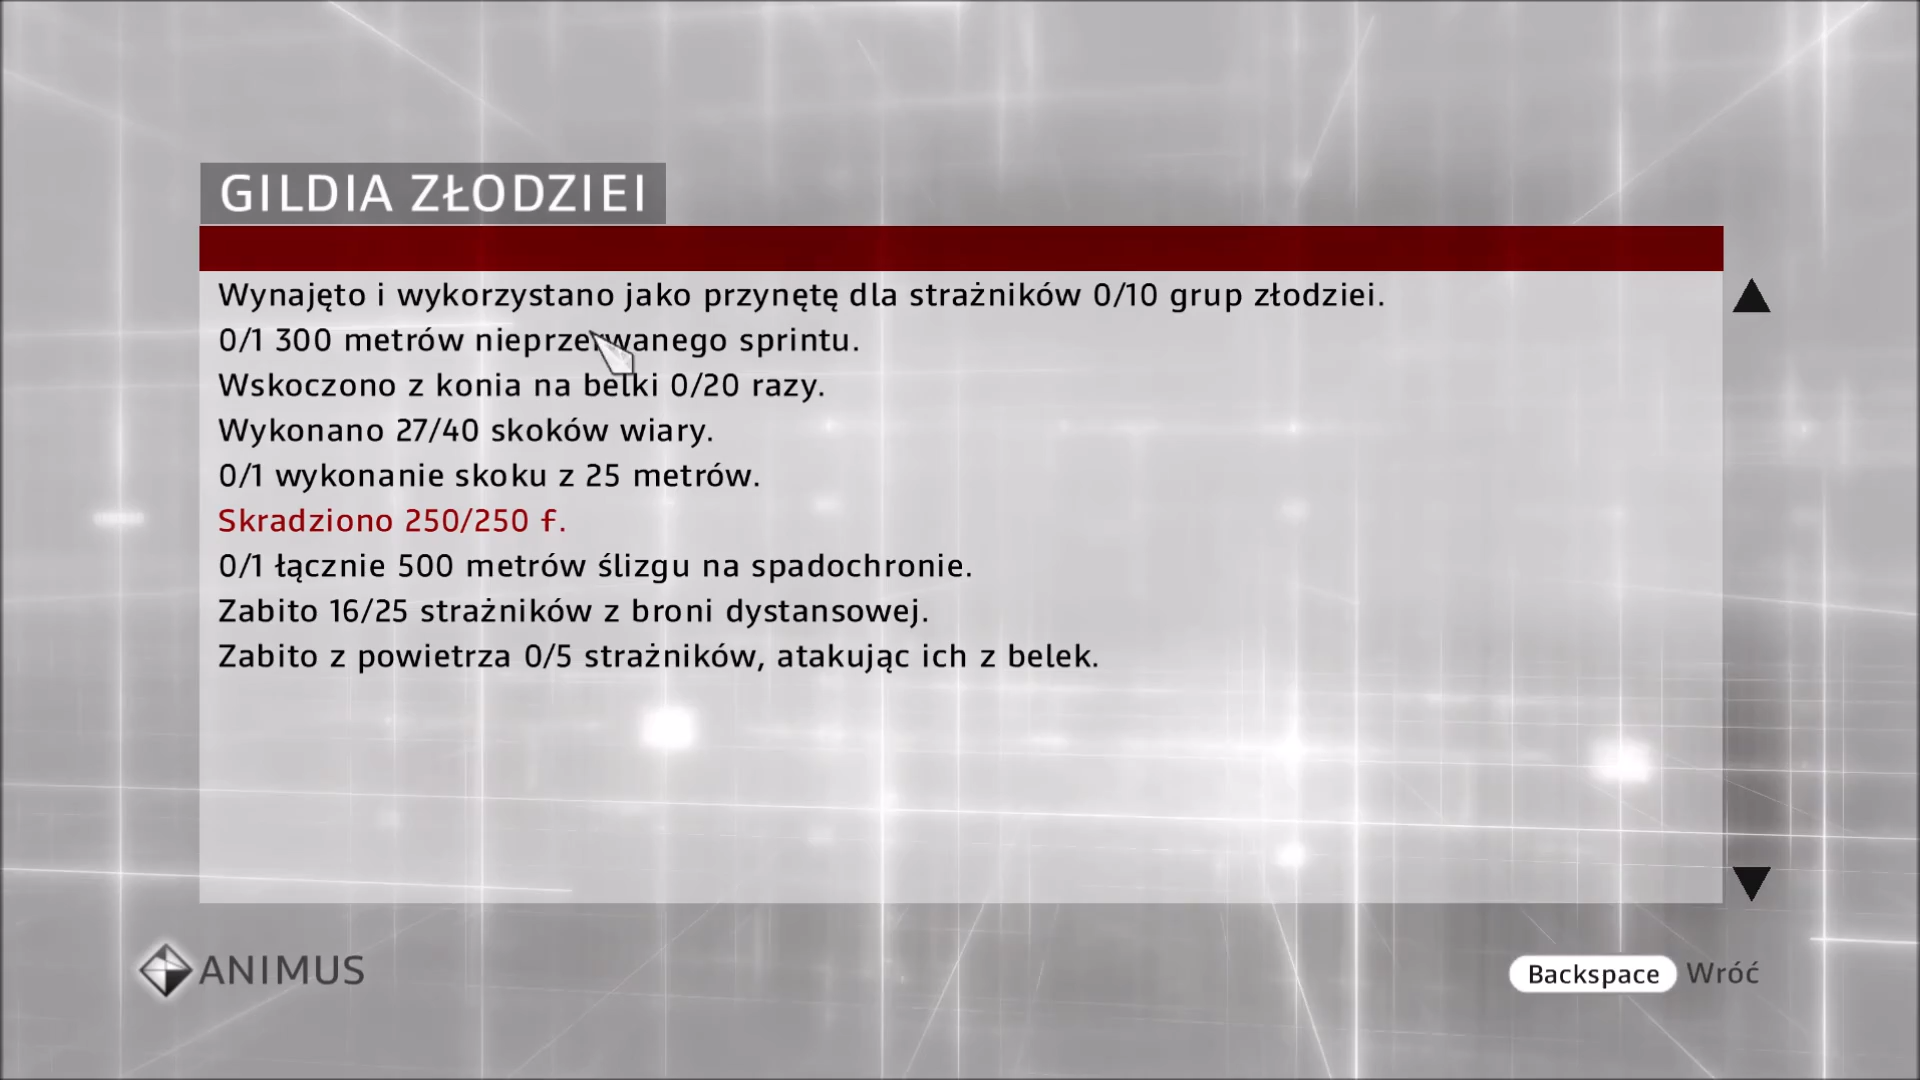 GILDIA ZŁODZIEI
Wynajęto i wykorzystano jako przynętę dla strażników 0/10 grup złodziei.
0/1 300 metrów nieprzerwanego sprintu.
Wskoczono z konia na belki 0/20 razy.
Wykonano 27/40 skoków wiary.
0/1 wykonanie skoku z 25 metrów.
Skradziono 250/250 f.
0/1 łącznie 500 metrów ślizgu na spadochronie.
Zabito 16/25 strażników z broni dystansowej.
Zabito z powietrza 0/5 strażników, atakując ich z belek.
ANIMUS
Backspace Wróć